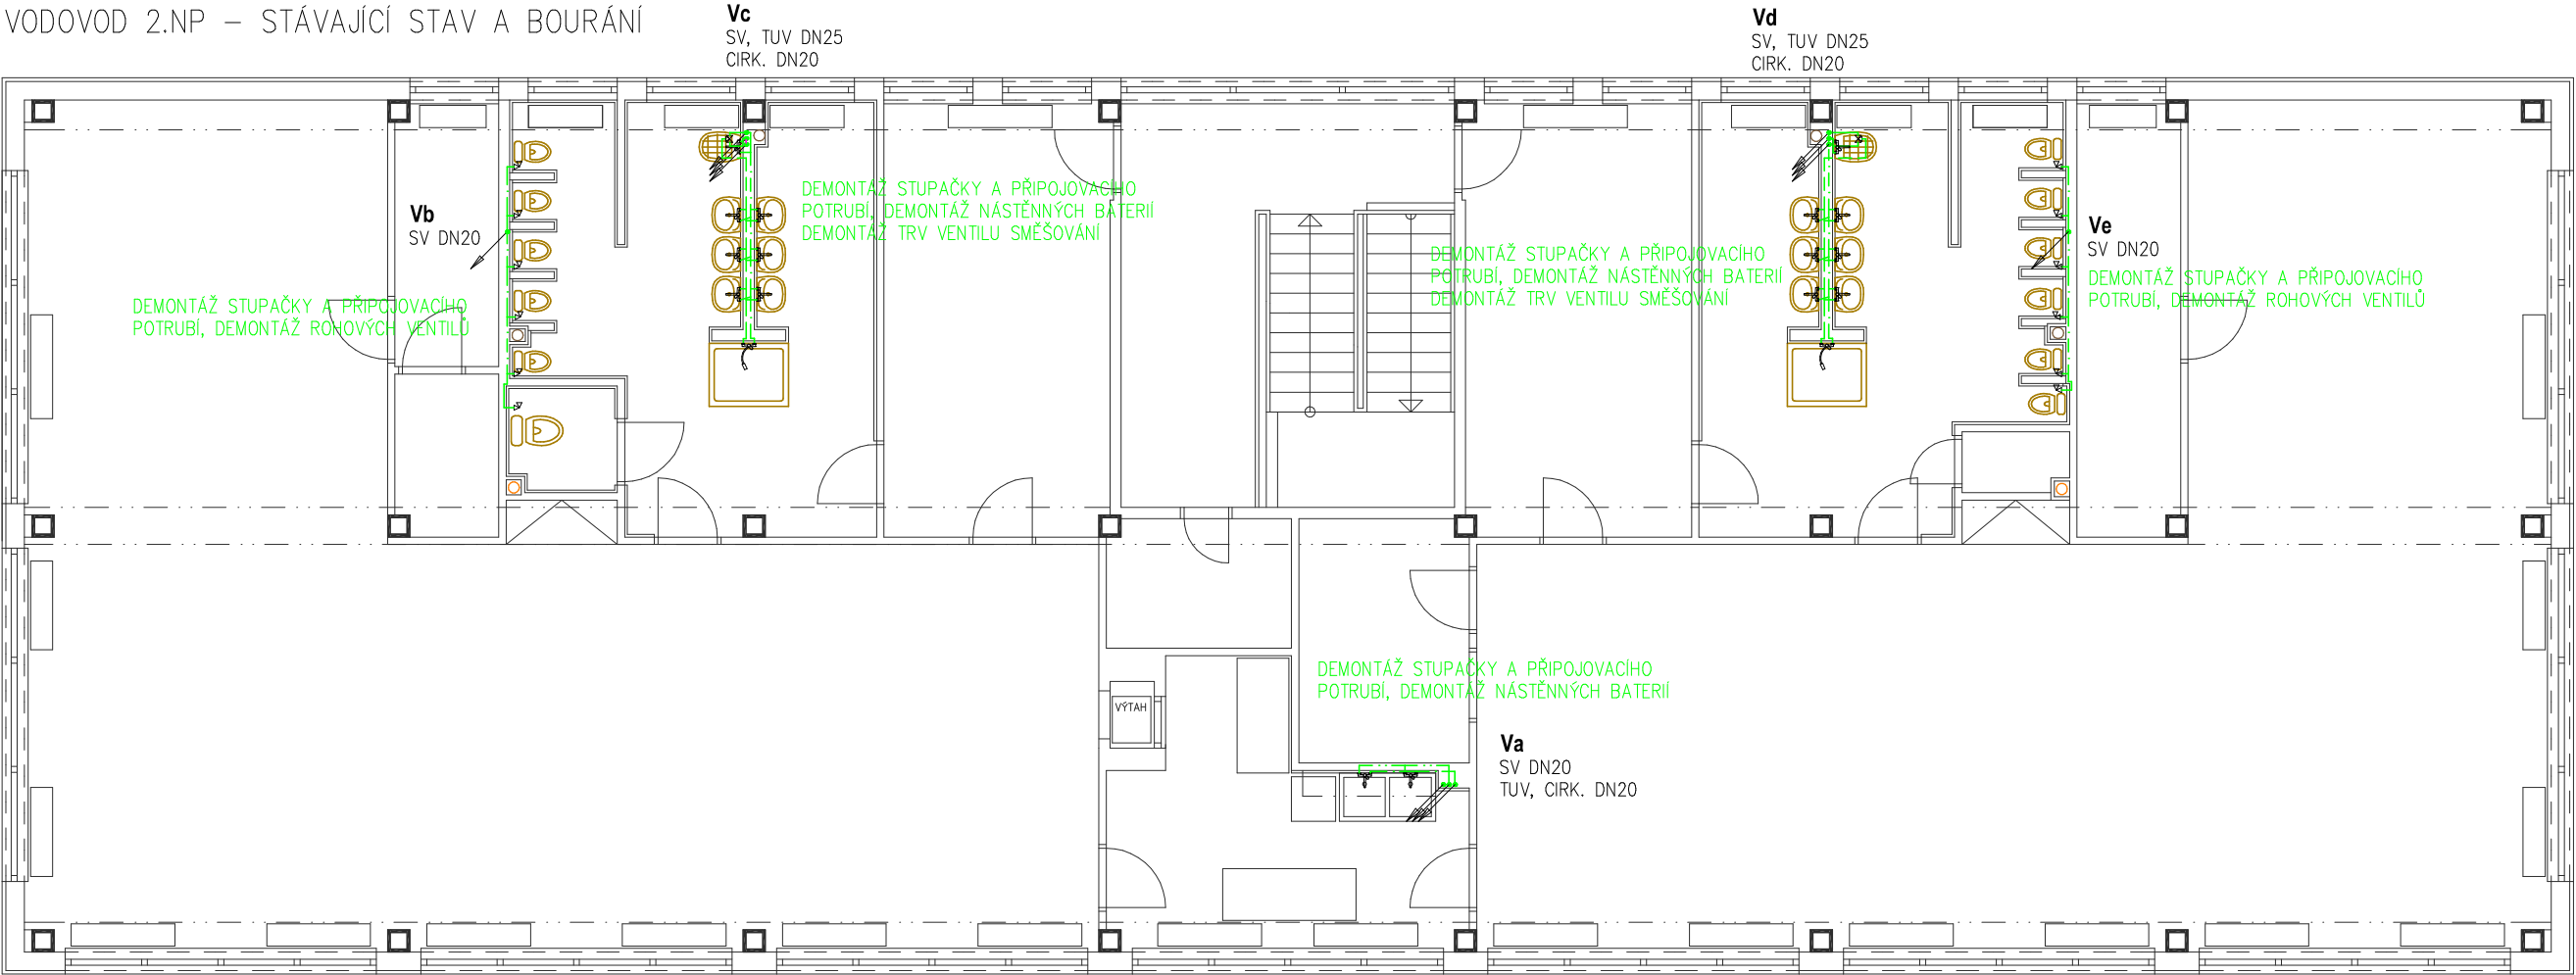 VODOVOD 2.NP – STÁVAJÍCÍ STAV A BOURÁNÍ
Vc
SV, TUV DN25
CIRK. DN20
Vd
SV, TUV DN25
CIRK. DN20
DEMONTÁŽ STUPAČKY A PŘIPOJOVACÍHO
POTRUBÍ, DEMONTÁŽ NÁSTĚNNÝCH BATERIÍ
DEMONTÁŽ TRV VENTILU SMĚŠOVÁNÍ
Vb
SV DN20
DEMONTÁŽ STUPAČKY A PŘIPOJOVACÍHO
POTRUBÍ, DEMONTÁŽ ROHOVÝCH VENTILŮ
DEMONTÁŽ STUPAČKY A PŘIPOJOVACÍHO
POTRUBÍ, DEMONTÁŽ NÁSTĚNNÝCH BATERIÍ
DEMONTÁŽ TRV VENTILU SMĚŠOVÁNÍ
Ve
SV DN20
DEMONTÁŽ STUPAČKY A PŘIPOJOVACÍHO
POTRUBÍ, DEMONTÁŽ ROHOVÝCH VENTILŮ
DEMONTÁŽ STUPAČKY A PŘIPOJOVACÍHO
POTRUBÍ, DEMONTÁŽ NÁSTĚNNÝCH BATERIÍ
VÝTAH
Va
SV DN20
TUV, CIRK. DN20